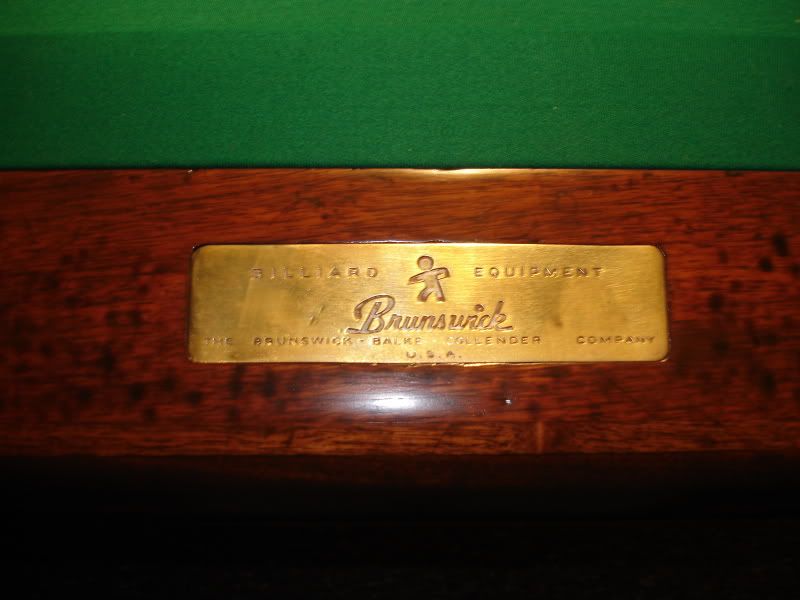 BILLIARD EQUIPMENT
Brunswick
THE BRUNSWICK-BALKE COLLENDER COMPANY
U.S.A.